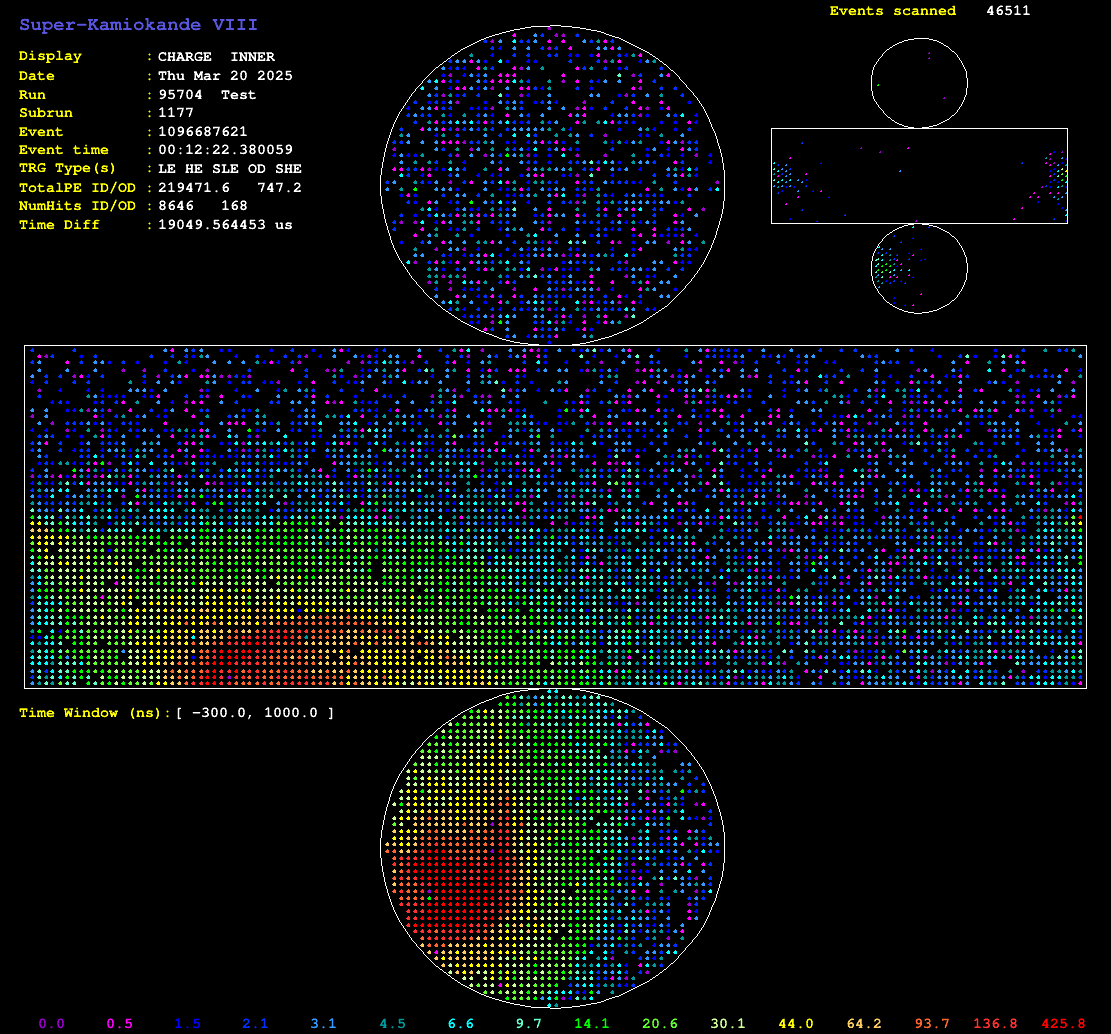 Super-Kamiokande VIII
Events scanned 46511
Display : CHARGE INNER
Date : Thu Mar 20 2025
Run : 95704 Test
Subrun : 1177
Event : 1096687621
Event time : 00:12:22.380059
TRG Type(s) : LE HE SLE OD SHE
TotalPE ID/OD : 219471.6 747.2
NumHits ID/OD : 8646 168
Time Diff : 19049.564453 us
Time Window (ns): [ -300.0, 1000.0 ]
0.0 0.5 1.5 2.1 3.1 4.5 6.6 9.7 14.1 20.6 30.1 44.0 64.2 93.7 136.8 425.8